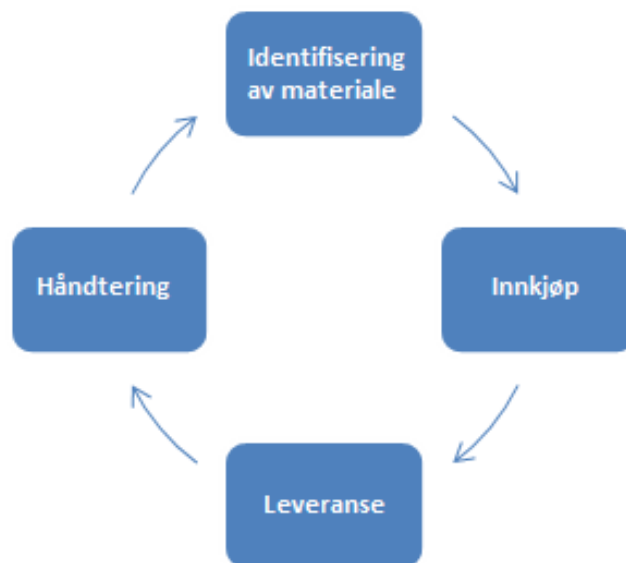 Identifisering
av materiale
Innkjøp
Leveranse
Håndtering